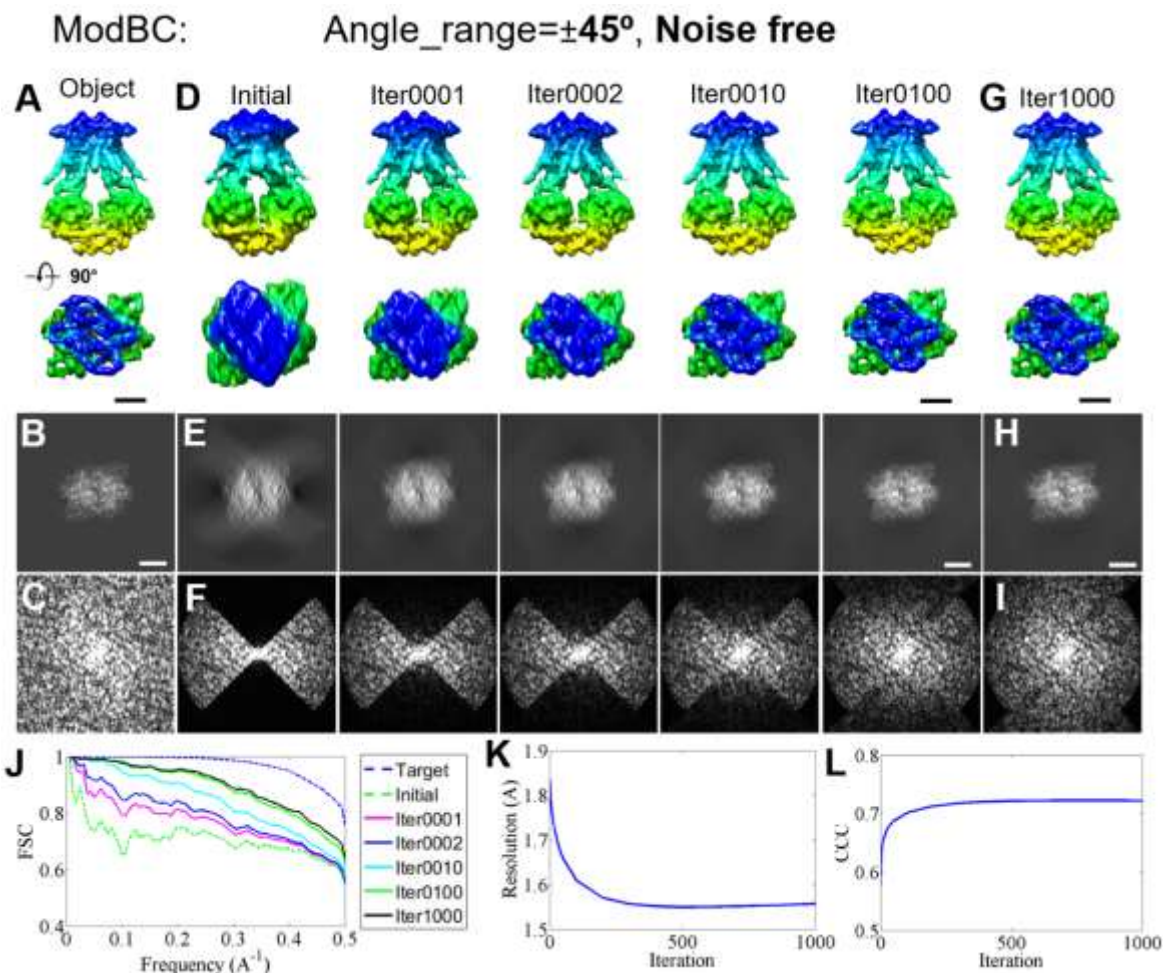 ModBC: Angle_range=±45º, Noise free
A Object D Initial Iter0001 Iter0002 Iter0010 Iter0100 G Iter1000
90°
B E H
C F I
J K L
1
0.8
0.6
0.4
FSC
0 0.1 0.2 0.3 0.4 0.5
Frequency (A⁻¹)
Target
Initial
Iter0001
Iter0002
Iter0010
Iter0100
Iter1000
1.9
1.8
1.7
1.6
1.5
Resolution (A)
0 500 1000
Iteration
0.8
0.7
0.6
0.5
CCC
0 500 1000
Iteration